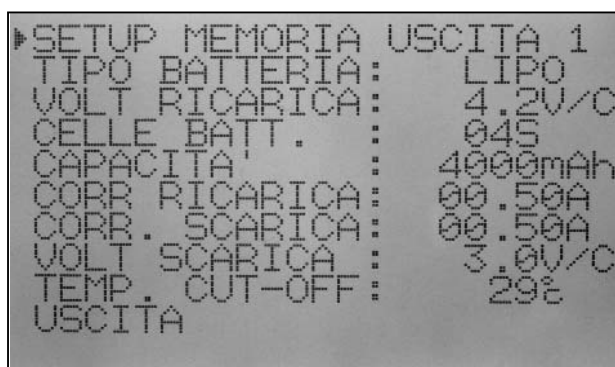 ▶SETUP MEMORIA USCITA 1
TIPO BATTERIA: LIPO
VOLT RICARICA: 4.2V/C
CELLE BATT. : 04S
CAPACITA' : 4000mAh
CORR RICARICA: 00.50A
CORR. SCARICA: 00.50A
VOLT SCARICA : 3.0V/C
TEMP. CUT-OFF: 29℃
USCITA